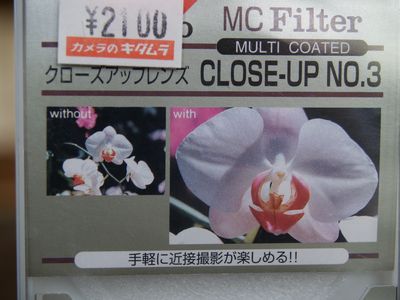 ¥2100
カメラのキタムラ
MC Filter
MULTI COATED
クローズアップレンズ CLOSE-UP NO.3
without
with
手軽に近接撮影が楽しめる!!